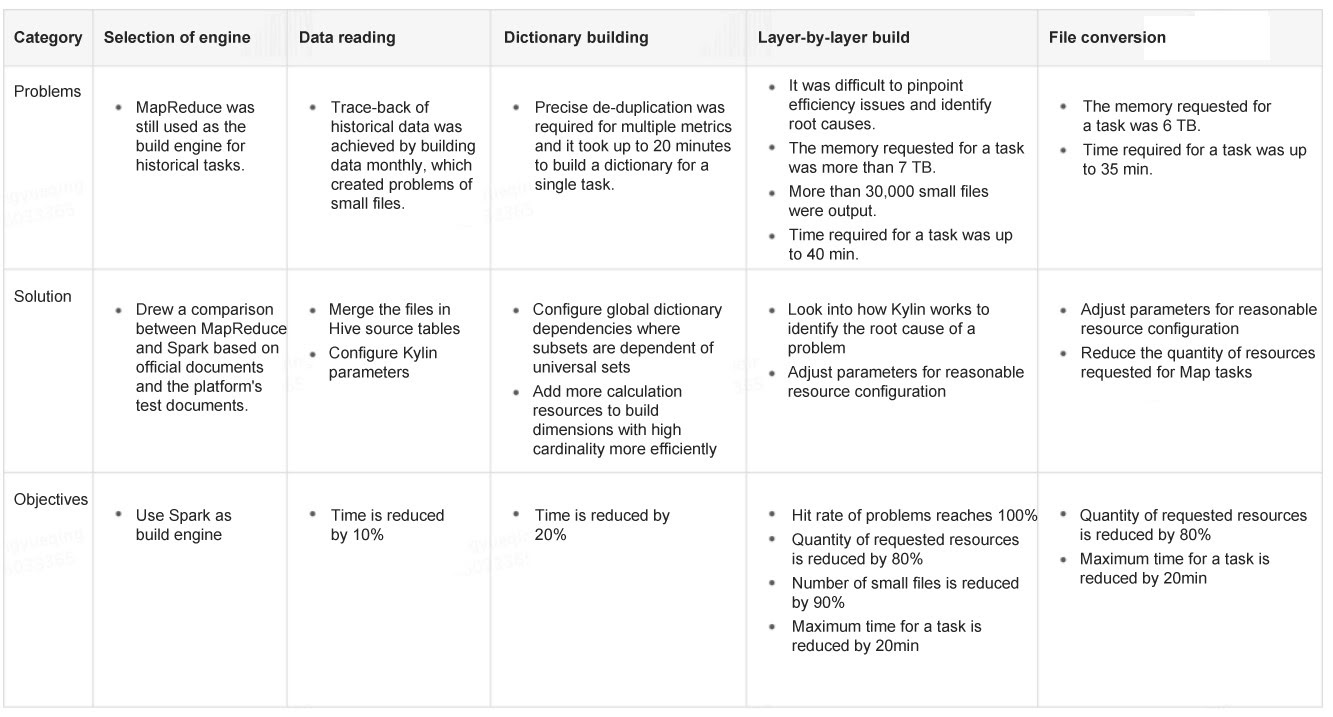 Category
Selection of engine
Data reading
Dictionary building
Layer-by-layer build
File conversion
Problems
MapReduce was
still used as the
build engine for
historical tasks.
Trace-back of
historical data was
achieved by building
data monthly, which
created problems of
small files.
Precise de-duplication was
required for multiple metrics
and it took up to 20 minutes
to build a dictionary for a
single task.
It was difficult to pinpoint
efficiency issues and identify
root causes.
The memory requested for a task
was more than 7 TB.
More than 30,000 small files
were output.
Time required for a task was up
to 40 min.
The memory requested for
a task was 6 TB.
Time required for a task was up
to 35 min.
Solution
Drew a comparison
between MapReduce
and Spark based on
official documents
and the platform's
test documents.
Merge the files in
Hive source tables
Configure Kylin
parameters
Configure global dictionary
dependencies where
subsets are dependent of
universal sets
Add more calculation
resources to build
dimensions with high
cardinality more efficiently
Look into how Kylin works to
identify the root cause of a
problem
Adjust parameters for reasonable
resource configuration
Adjust parameters for reasonable
resource configuration
Reduce the quantity of resources
requested for Map tasks
Objectives
Use Spark as
build engine
Time is reduced
by 10%
Time is reduced by
20%
Hit rate of problems reaches 100%
Quantity of requested resources
is reduced by 80%
Number of small files is reduced
by 90%
Maximum time for a task is
reduced by 20min
Quantity of requested resources
is reduced by 80%
Maximum time for a task is
reduced by 20min